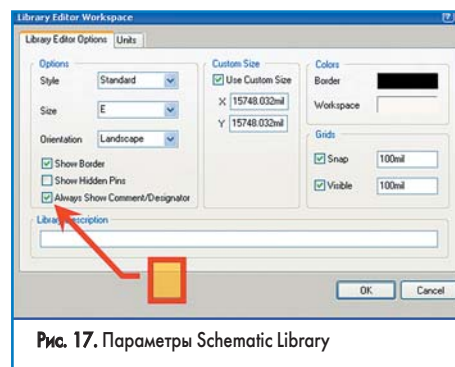 Library Editor Workspace
Library Editor Options Units
Options
Style Standard
Size E
Orientation Landscape
Show Border
Show Hidden Pins
Always Show Comment/Designator
Custom Size
Use Custom Size
X 15748.032mil
Y 15748.032mil
Colors
Border
Workspace
Grids
Snap 100mil
Visible 100mil
Library Description
OK Cancel
Рис. 17. Параметры Schematic Library